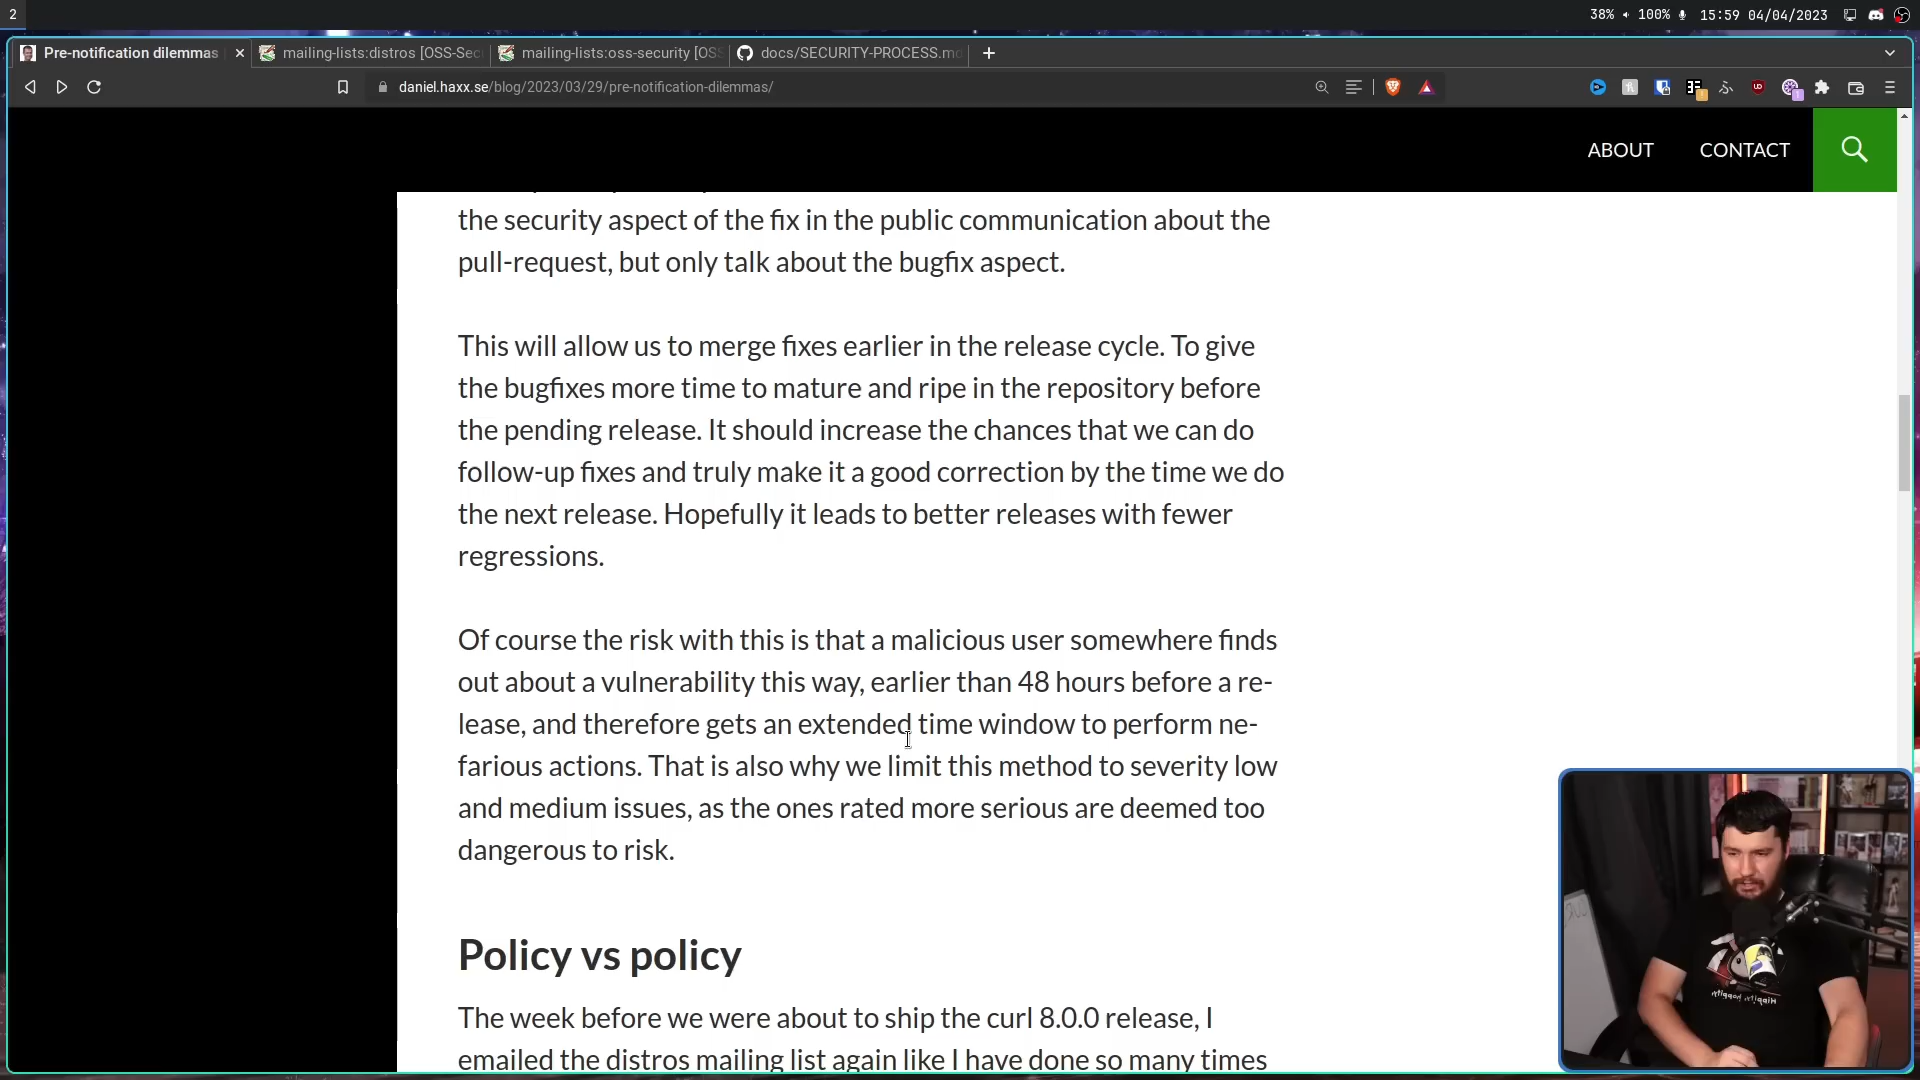 2
38% 100% 15:59 04/04/2023
Pre-notification dilemmas
mailing-lists:distros [OSS-Sec
mailing-lists:oss-security [OSS
docs/SECURITY-PROCESS.md
daniel.haxx.se/blog/2023/03/29/pre-notification-dilemmas/
ABOUT CONTACT
the security aspect of the fix in the public communication about the
pull-request, but only talk about the bugfix aspect.
This will allow us to merge fixes earlier in the release cycle. To give
the bugfixes more time to mature and ripe in the repository before
the pending release. It should increase the chances that we can do
follow-up fixes and truly make it a good correction by the time we do
the next release. Hopefully it leads to better releases with fewer
regressions.
Of course the risk with this is that a malicious user somewhere finds
out about a vulnerability this way, earlier than 48 hours before a re-
lease, and therefore gets an extended time window to perform ne-
farious actions. That is also why we limit this method to severity low
and medium issues, as the ones rated more serious are deemed too
dangerous to risk.
Policy vs policy
The week before we were about to ship the curl 8.0.0 release, I
emailed the distros mailing list again like I have done so many times